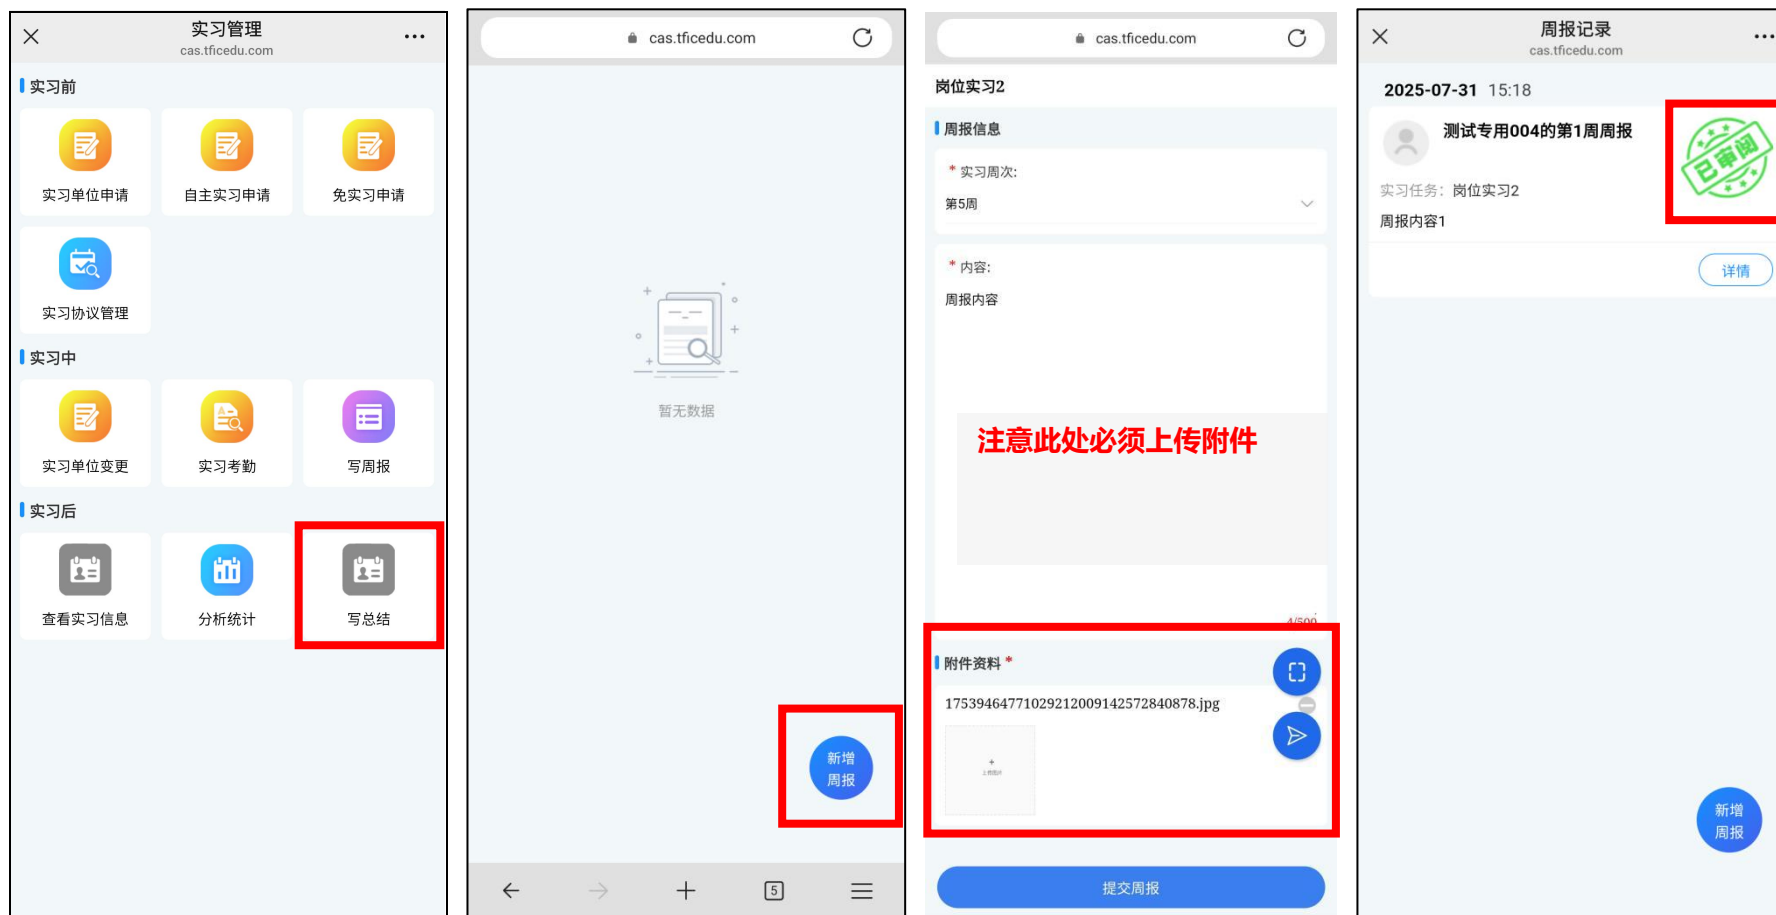 实习管理
cas.tficedu.com
实习前
实习单位申请
自主实习申请
免实习申请
实习协议管理
实习中
实习单位变更
实习考勤
写周报
实习后
查看实习信息
分析统计
写总结
cas.tficedu.com
暂无数据
新增
周报
5
cas.tficedu.com
岗位实习2
周报信息
* 实习周次:
第5周
* 内容:
周报内容
注意此处必须上传附件
4/500
附件资料 *
17539464771029212009142572840878.jpg
上传图片
提交周报
周报记录
cas.tficedu.com
2025-07-31 15:18
测试专用004的第1周周报
已审阅
实习任务: 岗位实习2
周报内容1
详情
新增
周报